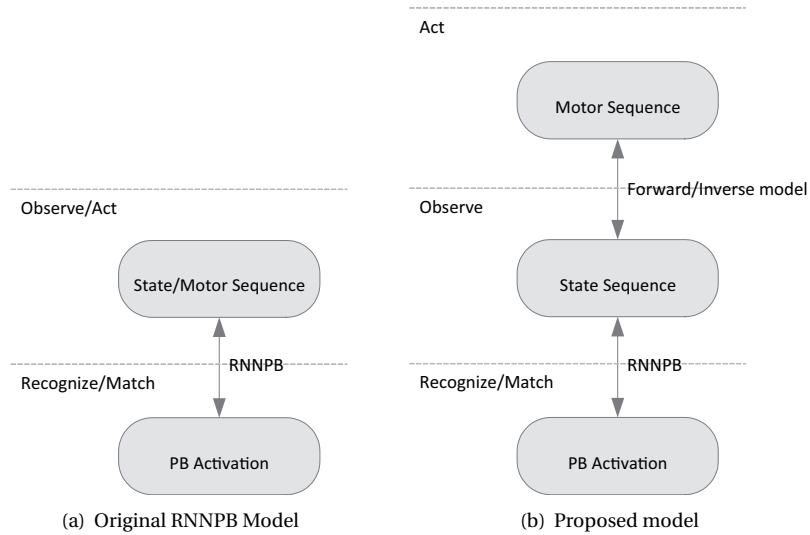 Observe/Act
State/Motor Sequence
RNNPB
Recognize/Match
PB Activation
(a) Original RNNPB Model
Act
Motor Sequence
Forward/Inverse model
Observe
State Sequence
RNNPB
Recognize/Match
PB Activation
(b) Proposed model